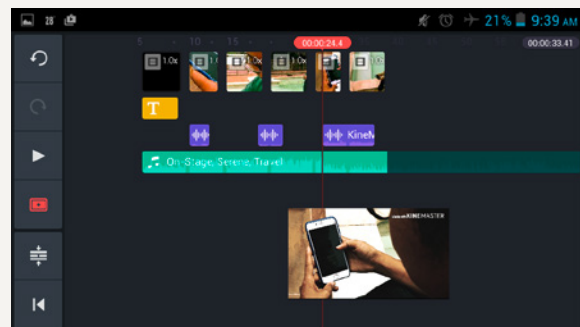 28 21% 9:39 AM
5 10 15 00:00:24.4 00:00:33.41
1.0x 1.0x 1.0x
T
KineM
On-Stage, Serene, Travel
KINEMASTER